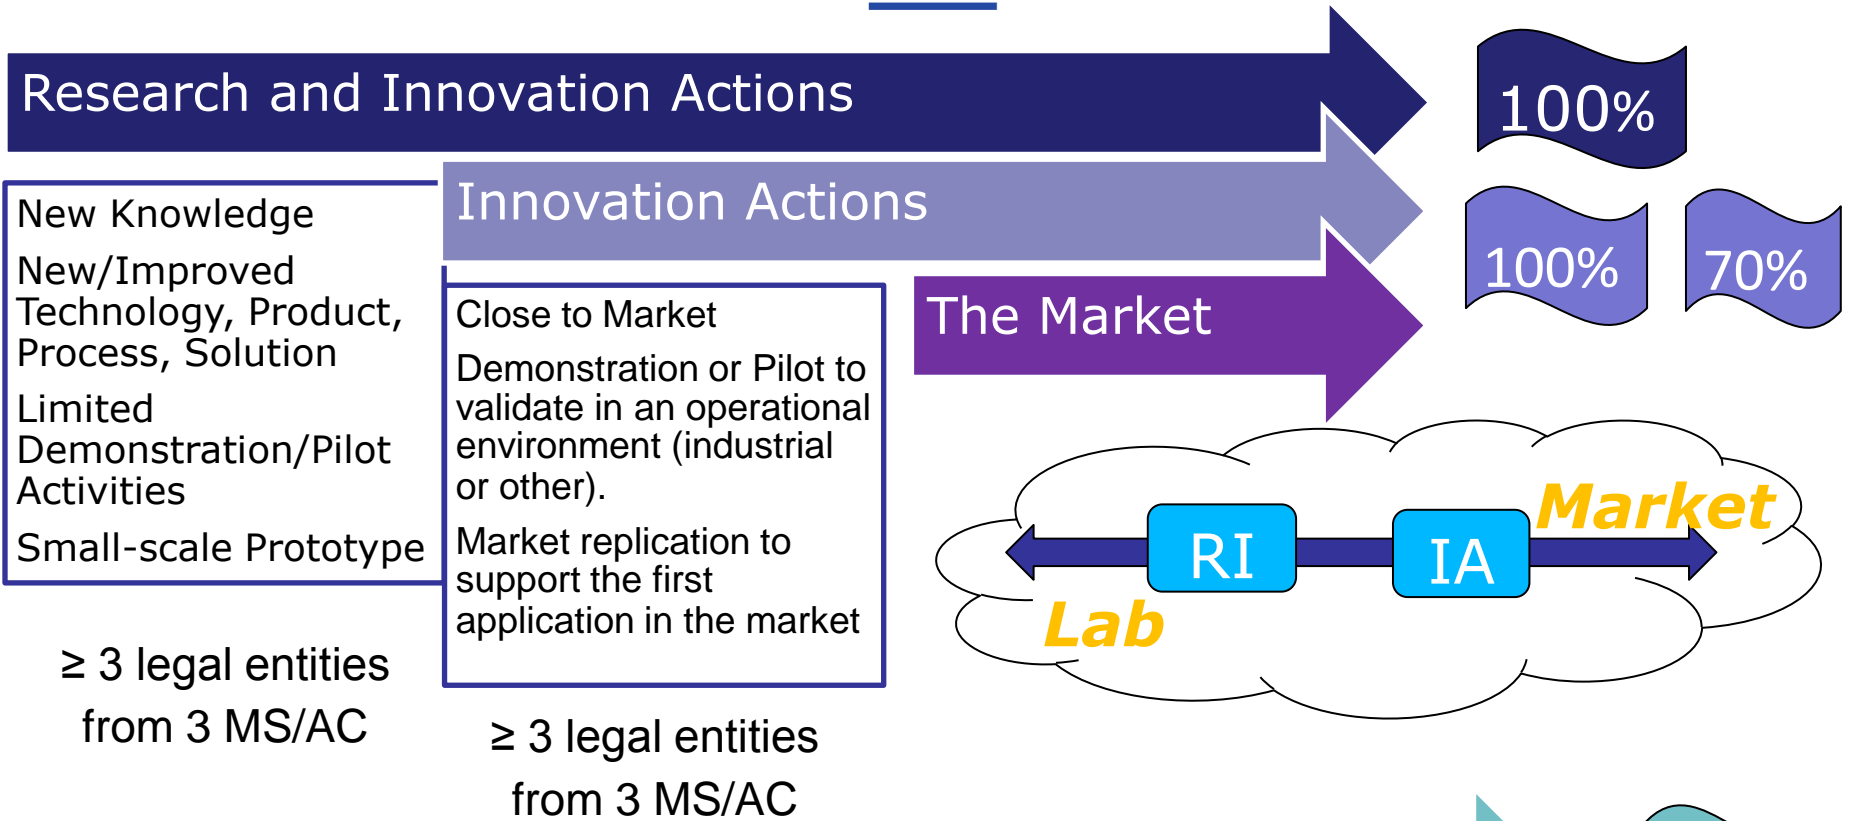 Research and Innovation Actions
100%
New Knowledge
New/Improved
Technology, Product,
Process, Solution
Limited
Demonstration/Pilot
Activities
Small-scale Prototype
≥ 3 legal entities
from 3 MS/AC
Innovation Actions
100%
70%
Close to Market
Demonstration or Pilot to
validate in an operational
environment (industrial
or other).
Market replication to
support the first
application in the market
≥ 3 legal entities
from 3 MS/AC
The Market
Market
RI
IA
Lab